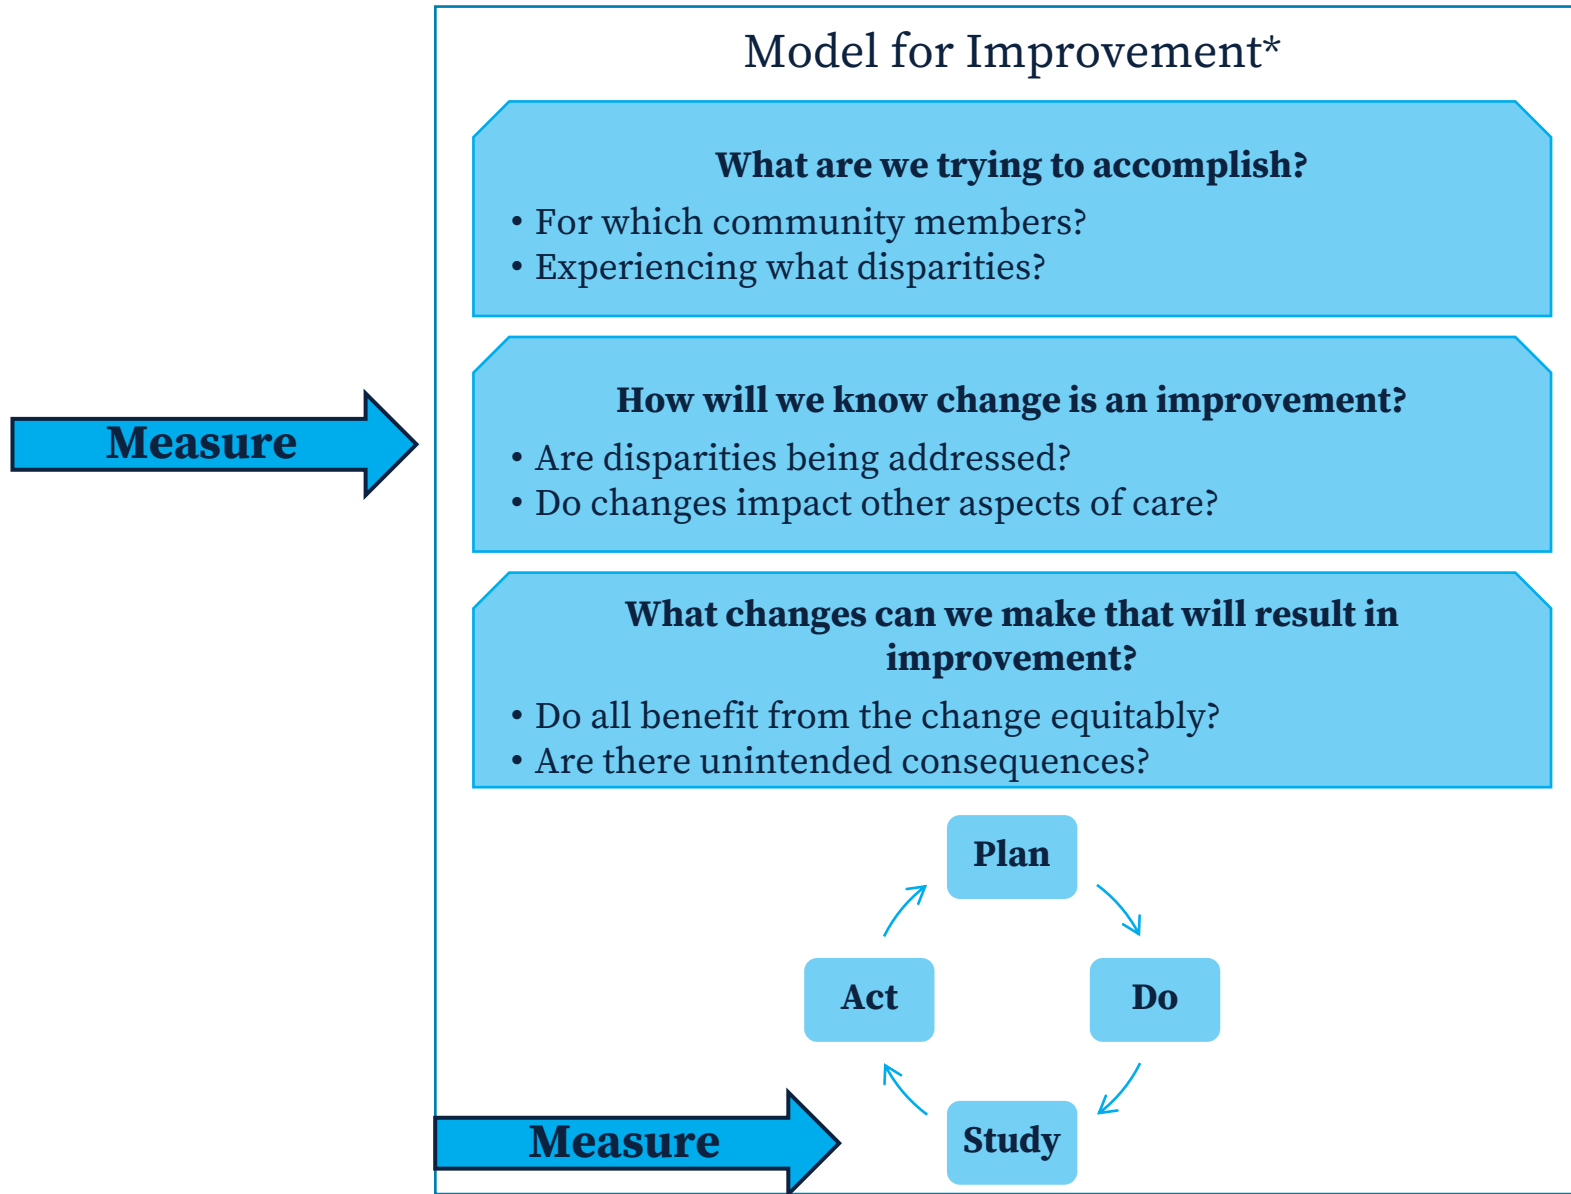 Model for Improvement*
What are we trying to accomplish?
• For which community members?
• Experiencing what disparities?
Measure
How will we know change is an improvement?
• Are disparities being addressed?
• Do changes impact other aspects of care?
What changes can we make that will result in
improvement?
• Do all benefit from the change equitably?
• Are there unintended consequences?
Plan
Act
Do
Measure
Study